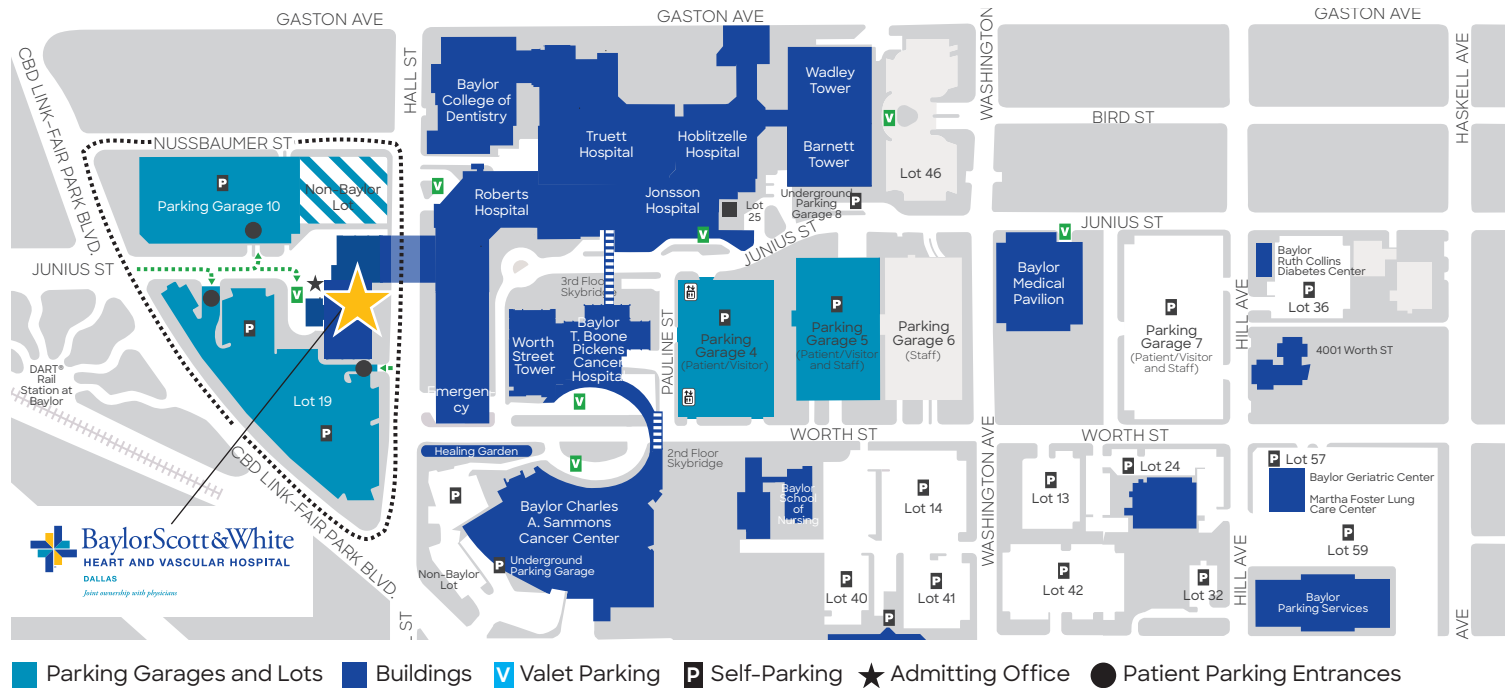 GASTON AVE
GASTON AVE
GASTON AVE
CBD LINK-FAIR PARK BLVD.
HALL ST
WASHINGTON
HASKELL AVE
Baylor
College of
Dentistry
Wadley
Tower
V
BIRD ST
NUSSBAUMER ST
Truett
Hospital
Hoblitzelle
Hospital
Barnett
Tower
Lot 46
P
Parking Garage 10
Non-Baylor
Lot
V
Roberts
Hospital
Jonsson
Hospital
Lot
25
Underground
Parking
Garage 8
P
V
JUNIUS ST
JUNIUS ST
V
JUNIUS ST
Baylor
Ruth Collins
Diabetes Center
P
Lot 36
Baylor
Medical
Pavilion
3rd Floor
Skybridge
V
P
P
Parking
Garage 4
(Patient/Visitor)
P
Parking
Garage 5
(Patient/Visitor
and Staff)
Parking
Garage 6
(Staff)
P
Parking
Garage 7
(Patient/Visitor
and Staff)
HILL AVE
4001 Worth ST
PAULINE ST
Worth
Street
Tower
Baylor
T. Boone
Pickens
Cancer
Hospital
DART®
Rail
Station at
Baylor
Lot 19
P
Emergen-
cy
V
WORTH ST
WORTH ST
WASHINGTON AVE
Healing Garden
V
2nd Floor
Skybridge
CBD LINK-FAIR PARK BLVD.
P
Baylor Charles
A. Sammons
Cancer Center
P
Underground
Parking Garage
Non-Baylor
Lot
Baylor
School
of
Nursing
P
Lot 14
P
Lot 13
P
Lot 24
P
Lot 57
Baylor Geriatric Center
Martha Foster Lung
Care Center
P
Lot 59
BaylorScott&White
HEART AND VASCULAR HOSPITAL
DALLAS
Joint ownership with physicians
P
Lot 40
P
Lot 41
P
P
Lot 42
P
Lot 32
HILL AVE
Baylor
Parking Services
ST
AVE
Parking Garages and Lots
Buildings
V Valet Parking
P Self-Parking
Admitting Office
Patient Parking Entrances